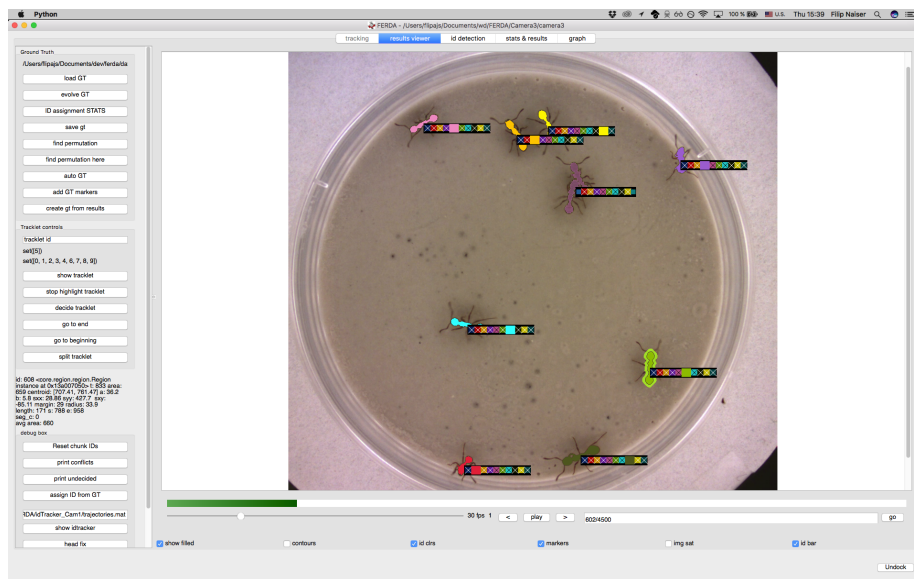 Python
100 %
U.S.
Thu 15:39
Filip Naiser
FERDA - /Users/flipajs/Documents/wd/FERDA/Camera3/camera3
tracking
results viewer
id detection
stats & results
graph
Ground Truth
/Users/flipajs/Documents/dev/ferda/da
load GT
evolve GT
ID assignment STATS
save gt
find permutation
find permutation here
auto GT
add GT markers
create gt from results
Tracklet controls
tracklet id
set([5])
set([0, 1, 2, 3, 4, 6, 7, 8, 9])
show tracklet
stop highlight tracklet
decide tracklet
go to end
go to beginning
split tracklet
id: 608 <core.region.region.Region
instance at 0x13a007050> t: 833 area:
659 centroid: [707.41, 761.47] a: 36.2
b: 5.8 sxx: 28.86 syy: 427.7 sxy:
-85.11 margin: 29 radius: 33.9
length: 171 s: 788 e: 958
seg_c: 0
avg area: 660
debug box
Reset chunk IDs
print conflicts
print undecided
assign ID from GT
RDA/idTracker_Cam1/trajectories.mat
show idtracker
head fix
30 fps 1
<
play
>
602/4500
go
show filled
contours
id clrs
markers
img sat
id bar
Undock